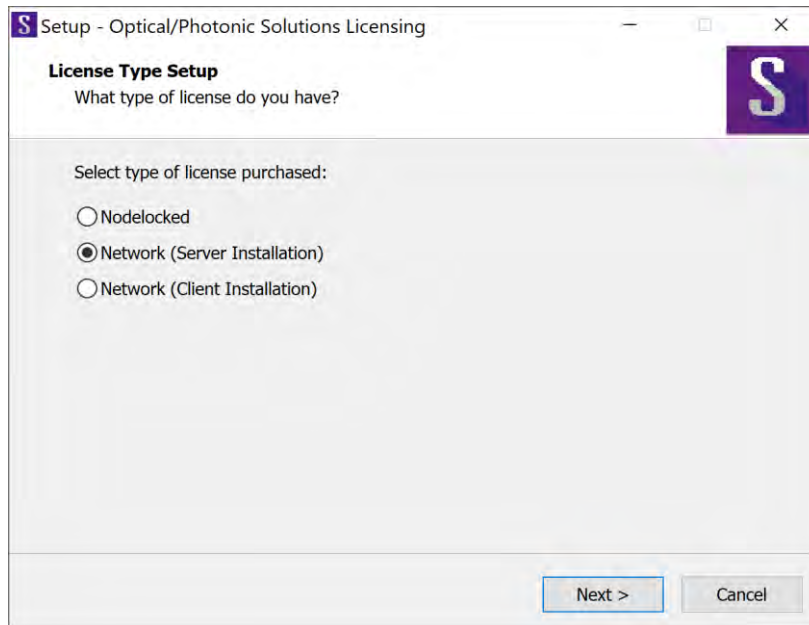 S Setup - Optical/Photonic Solutions Licensing
License Type Setup
What type of license do you have?
S
Select type of license purchased:
Nodelocked
Network (Server Installation)
Network (Client Installation)
Next >
Cancel